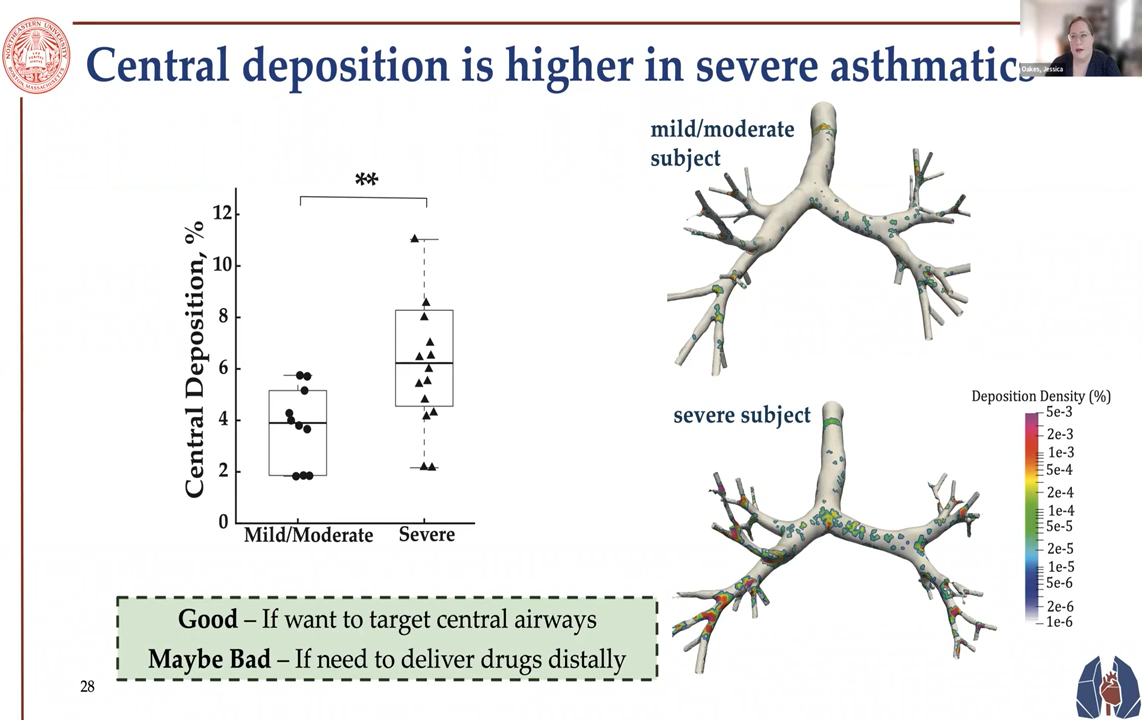 Central deposition is higher in severe asthmatics
Oakes, Jessica
NORTHEASTERN UNIVERSITY
mild/moderate
subject
**
Central Deposition, %
12
10
8
6
4
2
0
Mild/Moderate
Severe
severe subject
Deposition Density (%)
5e-3
2e-3
1e-3
5e-4
2e-4
1e-4
5e-5
2e-5
1e-5
5e-6
2e-6
1e-6
Good – If want to target central airways
Maybe Bad – If need to deliver drugs distally
28